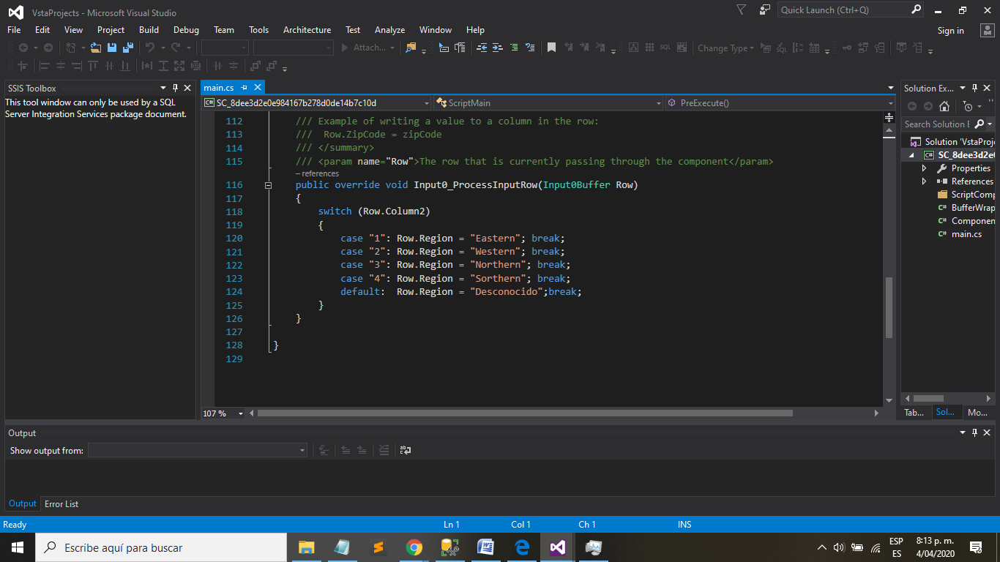 VstaProjects - Microsoft Visual Studio
Quick Launch (Ctrl+Q)
File Edit View Project Build Debug Team Tools Architecture Test Analyze Window Help
Sign in
Attach...
SQL
Change Type
SSIS Toolbox
This tool window can only be used by a SQL
Server Integration Services package document.
main.cs
SC_8dee3d2e0e984167b278d0de14b7c10d
ScriptMain
PreExecute()
112 /// Example of writing a value to a column in the row:
113 ///  Row.ZipCode = zipCode
114 /// </summary>
115 /// <param name="Row">The row that is currently passing through the component</param>
– references
116 public override void Input0_ProcessInputRow(Input0Buffer Row)
117 {
118 switch (Row.Column2)
119 {
120 case "1": Row.Region = "Eastern"; break;
121 case "2": Row.Region = "Western"; break;
122 case "3": Row.Region = "Northern"; break;
123 case "4": Row.Region = "Sorthern"; break;
124 default:  Row.Region = "Desconocido";break;
125 }
126 }
127
128 }
129
107 %
Solution Ex...
Search Solution E
Solution 'VstaProje
SC_8dee3d2e0
Properties
References
ScriptComp
BufferWrap
Componen
main.cs
Tab... Sol... Mo...
Output
Show output from:
Output Error List
Ready
Ln 1 Col 1 Ch 1 INS
Escribe aquí para buscar
ESP
ES
8:13 p. m.
4/04/2020